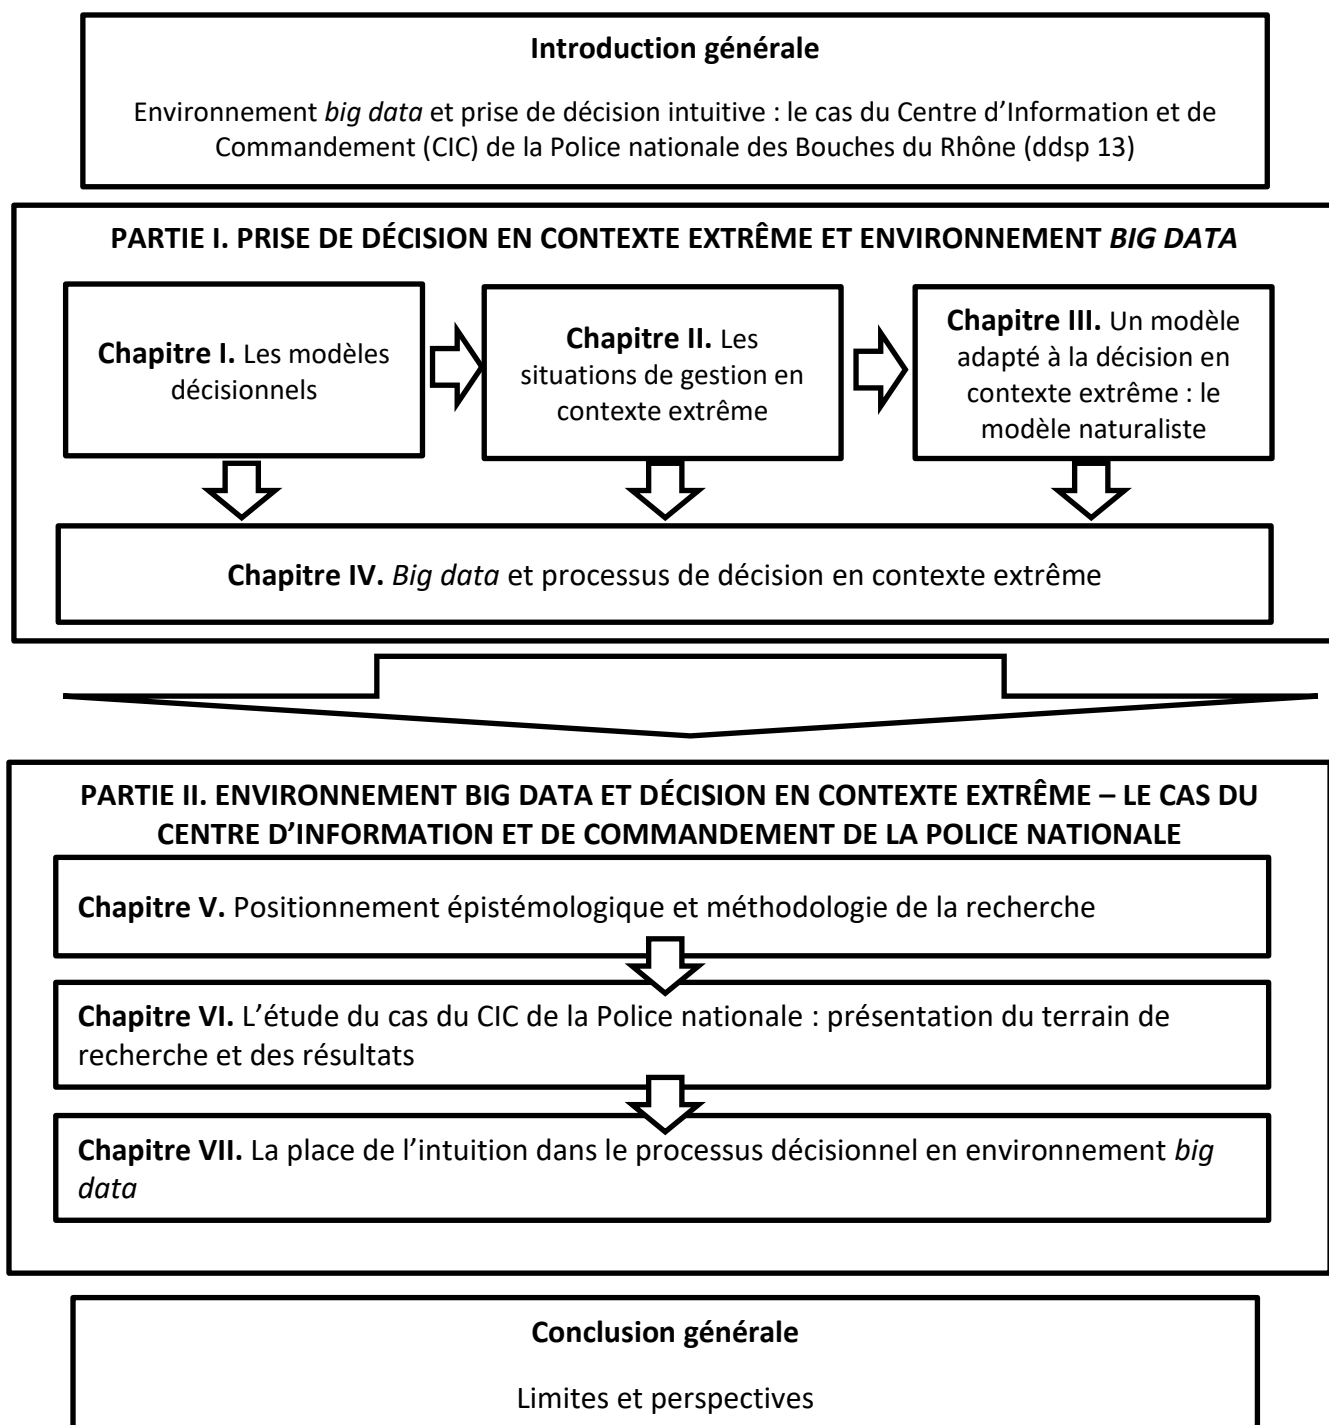 Introduction générale
Environnement big data et prise de décision intuitive : le cas du Centre d’Information et de
Commandement (CIC) de la Police nationale des Bouches du Rhône (ddsp 13)
PARTIE I. PRISE DE DÉCISION EN CONTEXTE EXTRÊME ET ENVIRONNEMENT BIG DATA
Chapitre I. Les modèles
décisionnels
Chapitre II. Les
situations de gestion en
contexte extrême
Chapitre III. Un modèle
adapté à la décision en
contexte extrême : le
modèle naturaliste
Chapitre IV. Big data et processus de décision en contexte extrême
PARTIE II. ENVIRONNEMENT BIG DATA ET DÉCISION EN CONTEXTE EXTRÊME – LE CAS DU
CENTRE D’INFORMATION ET DE COMMANDEMENT DE LA POLICE NATIONALE
Chapitre V. Positionnement épistémologique et méthodologie de la recherche
Chapitre VI. L’étude du cas du CIC de la Police nationale : présentation du terrain de
recherche et des résultats
Chapitre VII. La place de l’intuition dans le processus décisionnel en environnement big
data
Conclusion générale
Limites et perspectives